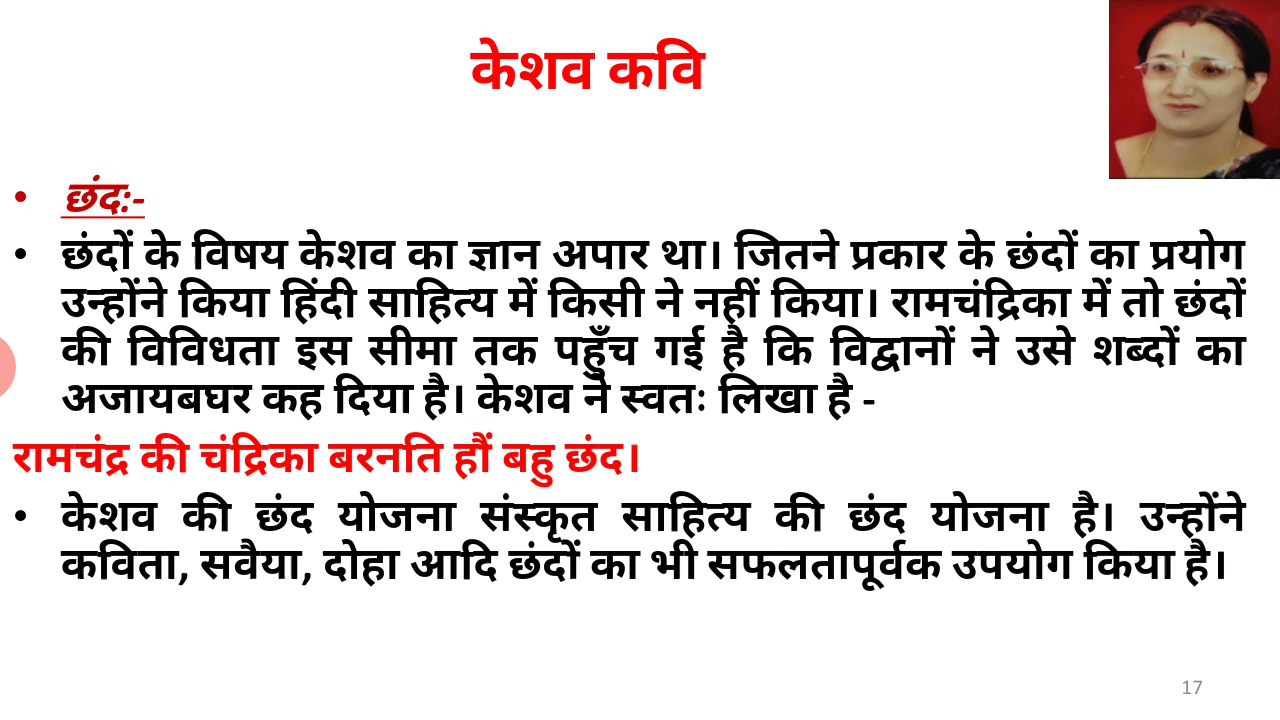 केशव कवि
• छंद:-
• छंदों के विषय केशव का ज्ञान अपार था। जितने प्रकार के छंदों का प्रयोग
उन्होंने किया हिंदी साहित्य में किसी ने नहीं किया। रामचंद्रिका में तो छंदों
की विविधता इस सीमा तक पहुँच गई है कि विद्वानों ने उसे शब्दों का
अजायबघर कह दिया है। केशव ने स्वतः लिखा है -
रामचंद्र की चंद्रिका बरनति हौं बहु छंद।
• केशव की छंद योजना संस्कृत साहित्य की छंद योजना है। उन्होंने
कविता, सवैया, दोहा आदि छंदों का भी सफलतापूर्वक उपयोग किया है।
17